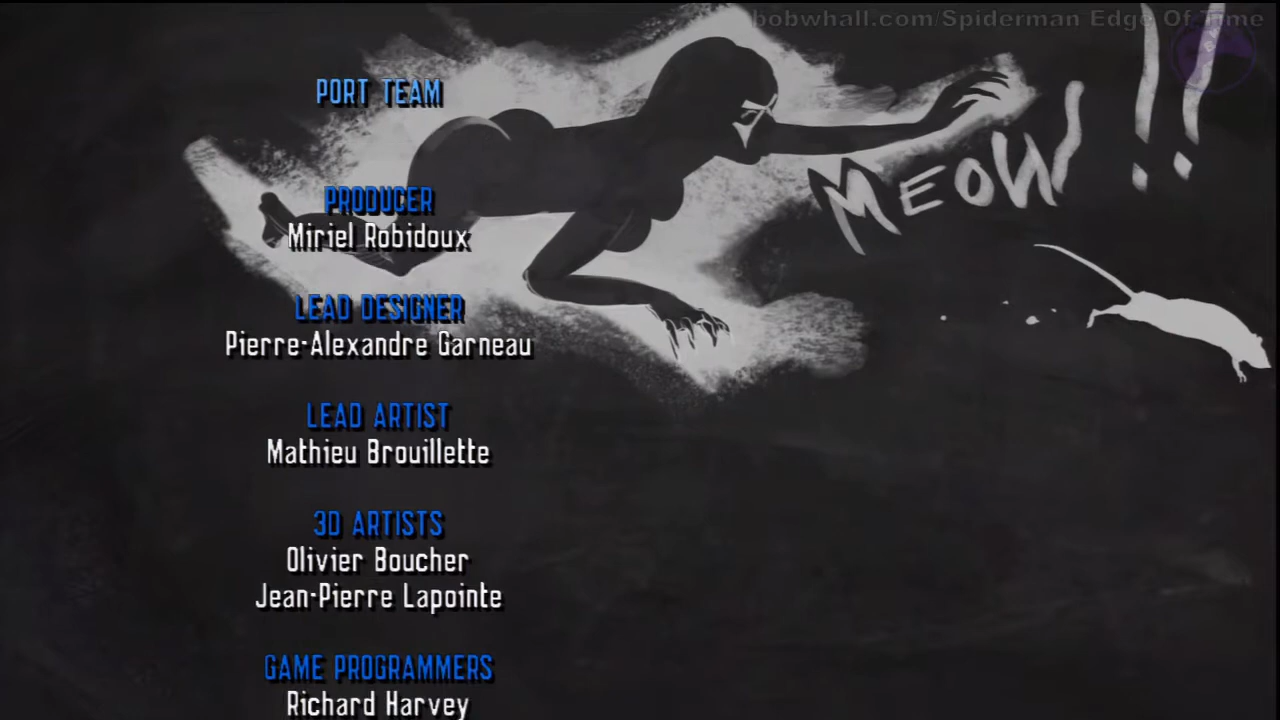 bobwhall.com/Spiderman Edge Of Time
PORT TEAM
MEOW !!
PRODUCER
Miriel Robidoux
LEAD DESIGNER
Pierre-Alexandre Garneau
LEAD ARTIST
Mathieu Brouillette
3D ARTISTS
Olivier Boucher
Jean-Pierre Lapointe
GAME PROGRAMMERS
Richard Harvey